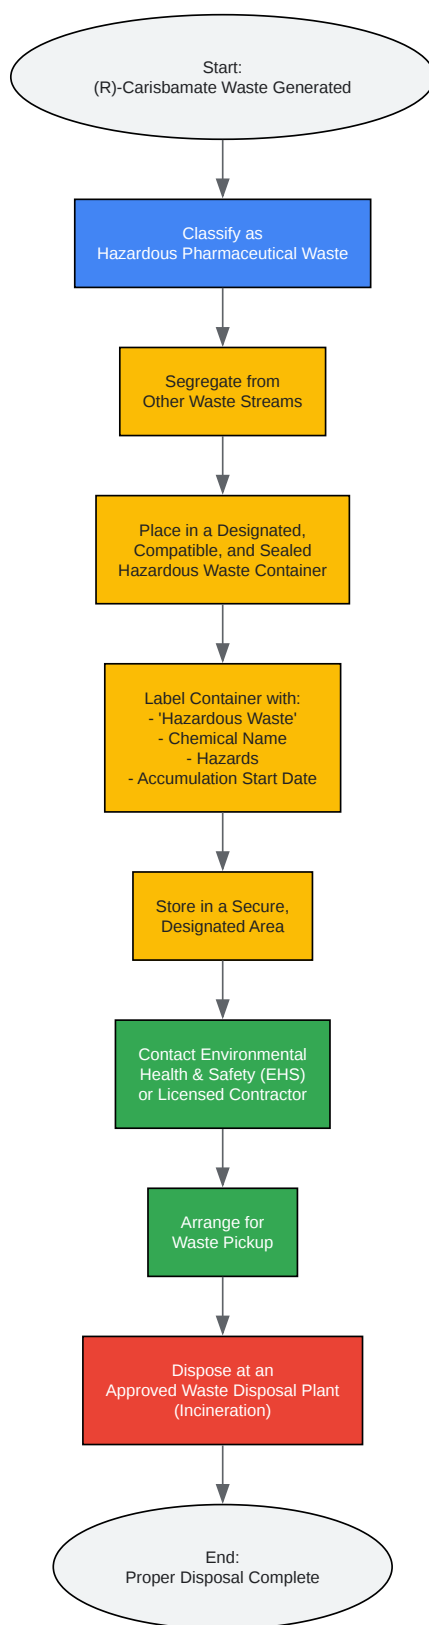 Start:
(R)-Carisbamate Waste Generated
Classify as
Hazardous Pharmaceutical Waste
Segregate from
Other Waste Streams
Place in a Designated,
Compatible, and Sealed
Hazardous Waste Container
Label Container with:
- 'Hazardous Waste'
- Chemical Name
- Hazards
- Accumulation Start Date
Store in a Secure,
Designated Area
Contact Environmental
Health & Safety (EHS)
or Licensed Contractor
Arrange for
Waste Pickup
Dispose at an
Approved Waste Disposal Plant
(Incineration)
End:
Proper Disposal Complete